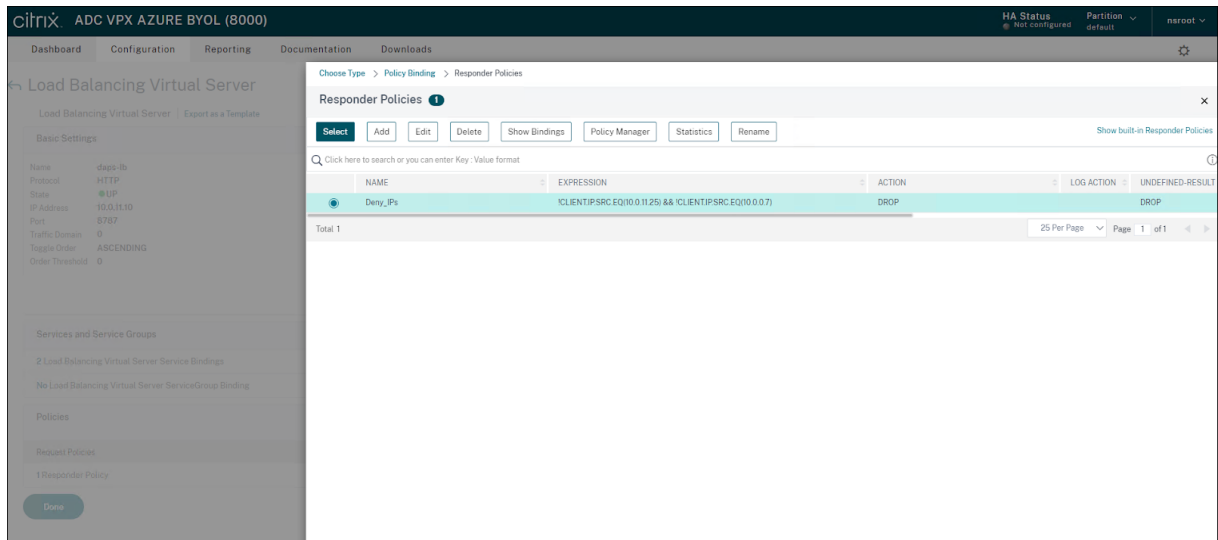 citrix. ADC VPX AZURE BYOL (8000)
HA Status
Not configured
Partition
default
nsroot
Dashboard Configuration Reporting Documentation Downloads
Load Balancing Virtual Server
Load Balancing Virtual Server | Export as a Template
Basic Settings
Name daps-lb
Protocol HTTP
State UP
IP Address 10.0.11.10
Port 8787
Traffic Domain 0
Toggle Order ASCENDING
Order Threshold 0
Services and Service Groups
2 Load Balancing Virtual Server Service Bindings
No Load Balancing Virtual Server ServiceGroup Binding
Policies
Request Policies
1 Responder Policy
Done
Choose Type > Policy Binding > Responder Policies
Responder Policies 1
Select Add Edit Delete Show Bindings Policy Manager Statistics Rename
Show built-in Responder Policies
Click here to search or you can enter Key : Value format
NAME EXPRESSION ACTION LOG ACTION UNDEFINED-RESULT
Deny_IPs !CLIENT.IP.SRC.EQ(10.0.11.25) && !CLIENT.IP.SRC.EQ(10.0.0.7) DROP DROP
Total 1
25 Per Page Page 1 of 1